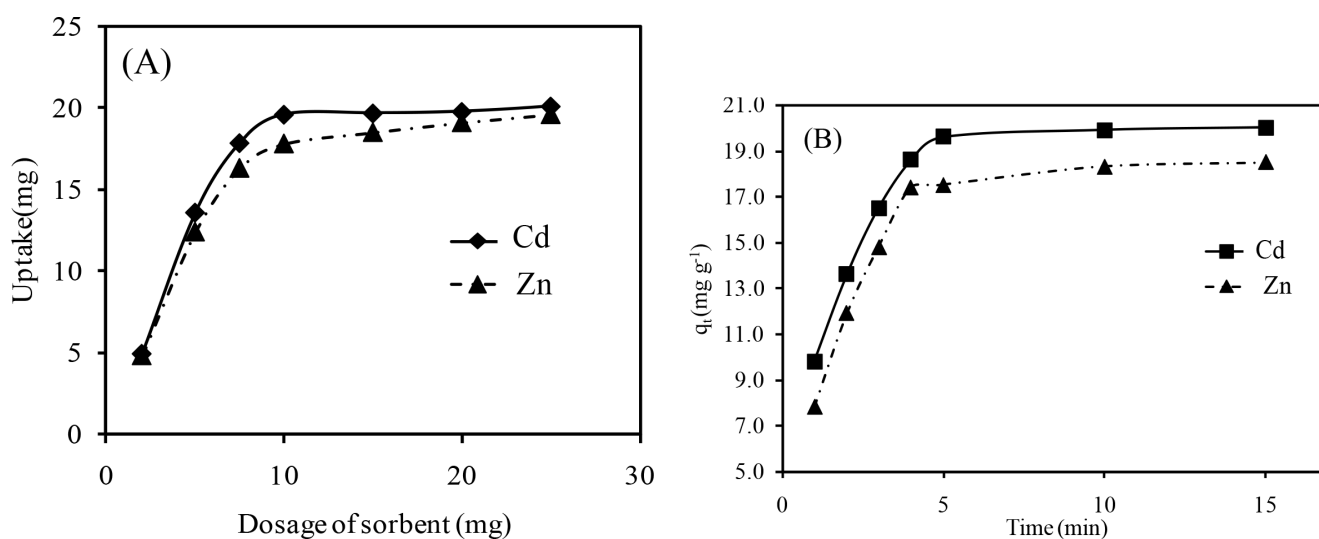 (A)
Uptake(mg)
25
20
15
10
5
0
Cd
Zn
0 10 20 30
Dosage of sorbent (mg)
(B)
qt(mg g-1)
21.0
19.0
17.0
15.0
13.0
11.0
9.0
7.0
5.0
Cd
Zn
0 5 10 15
Time (min)